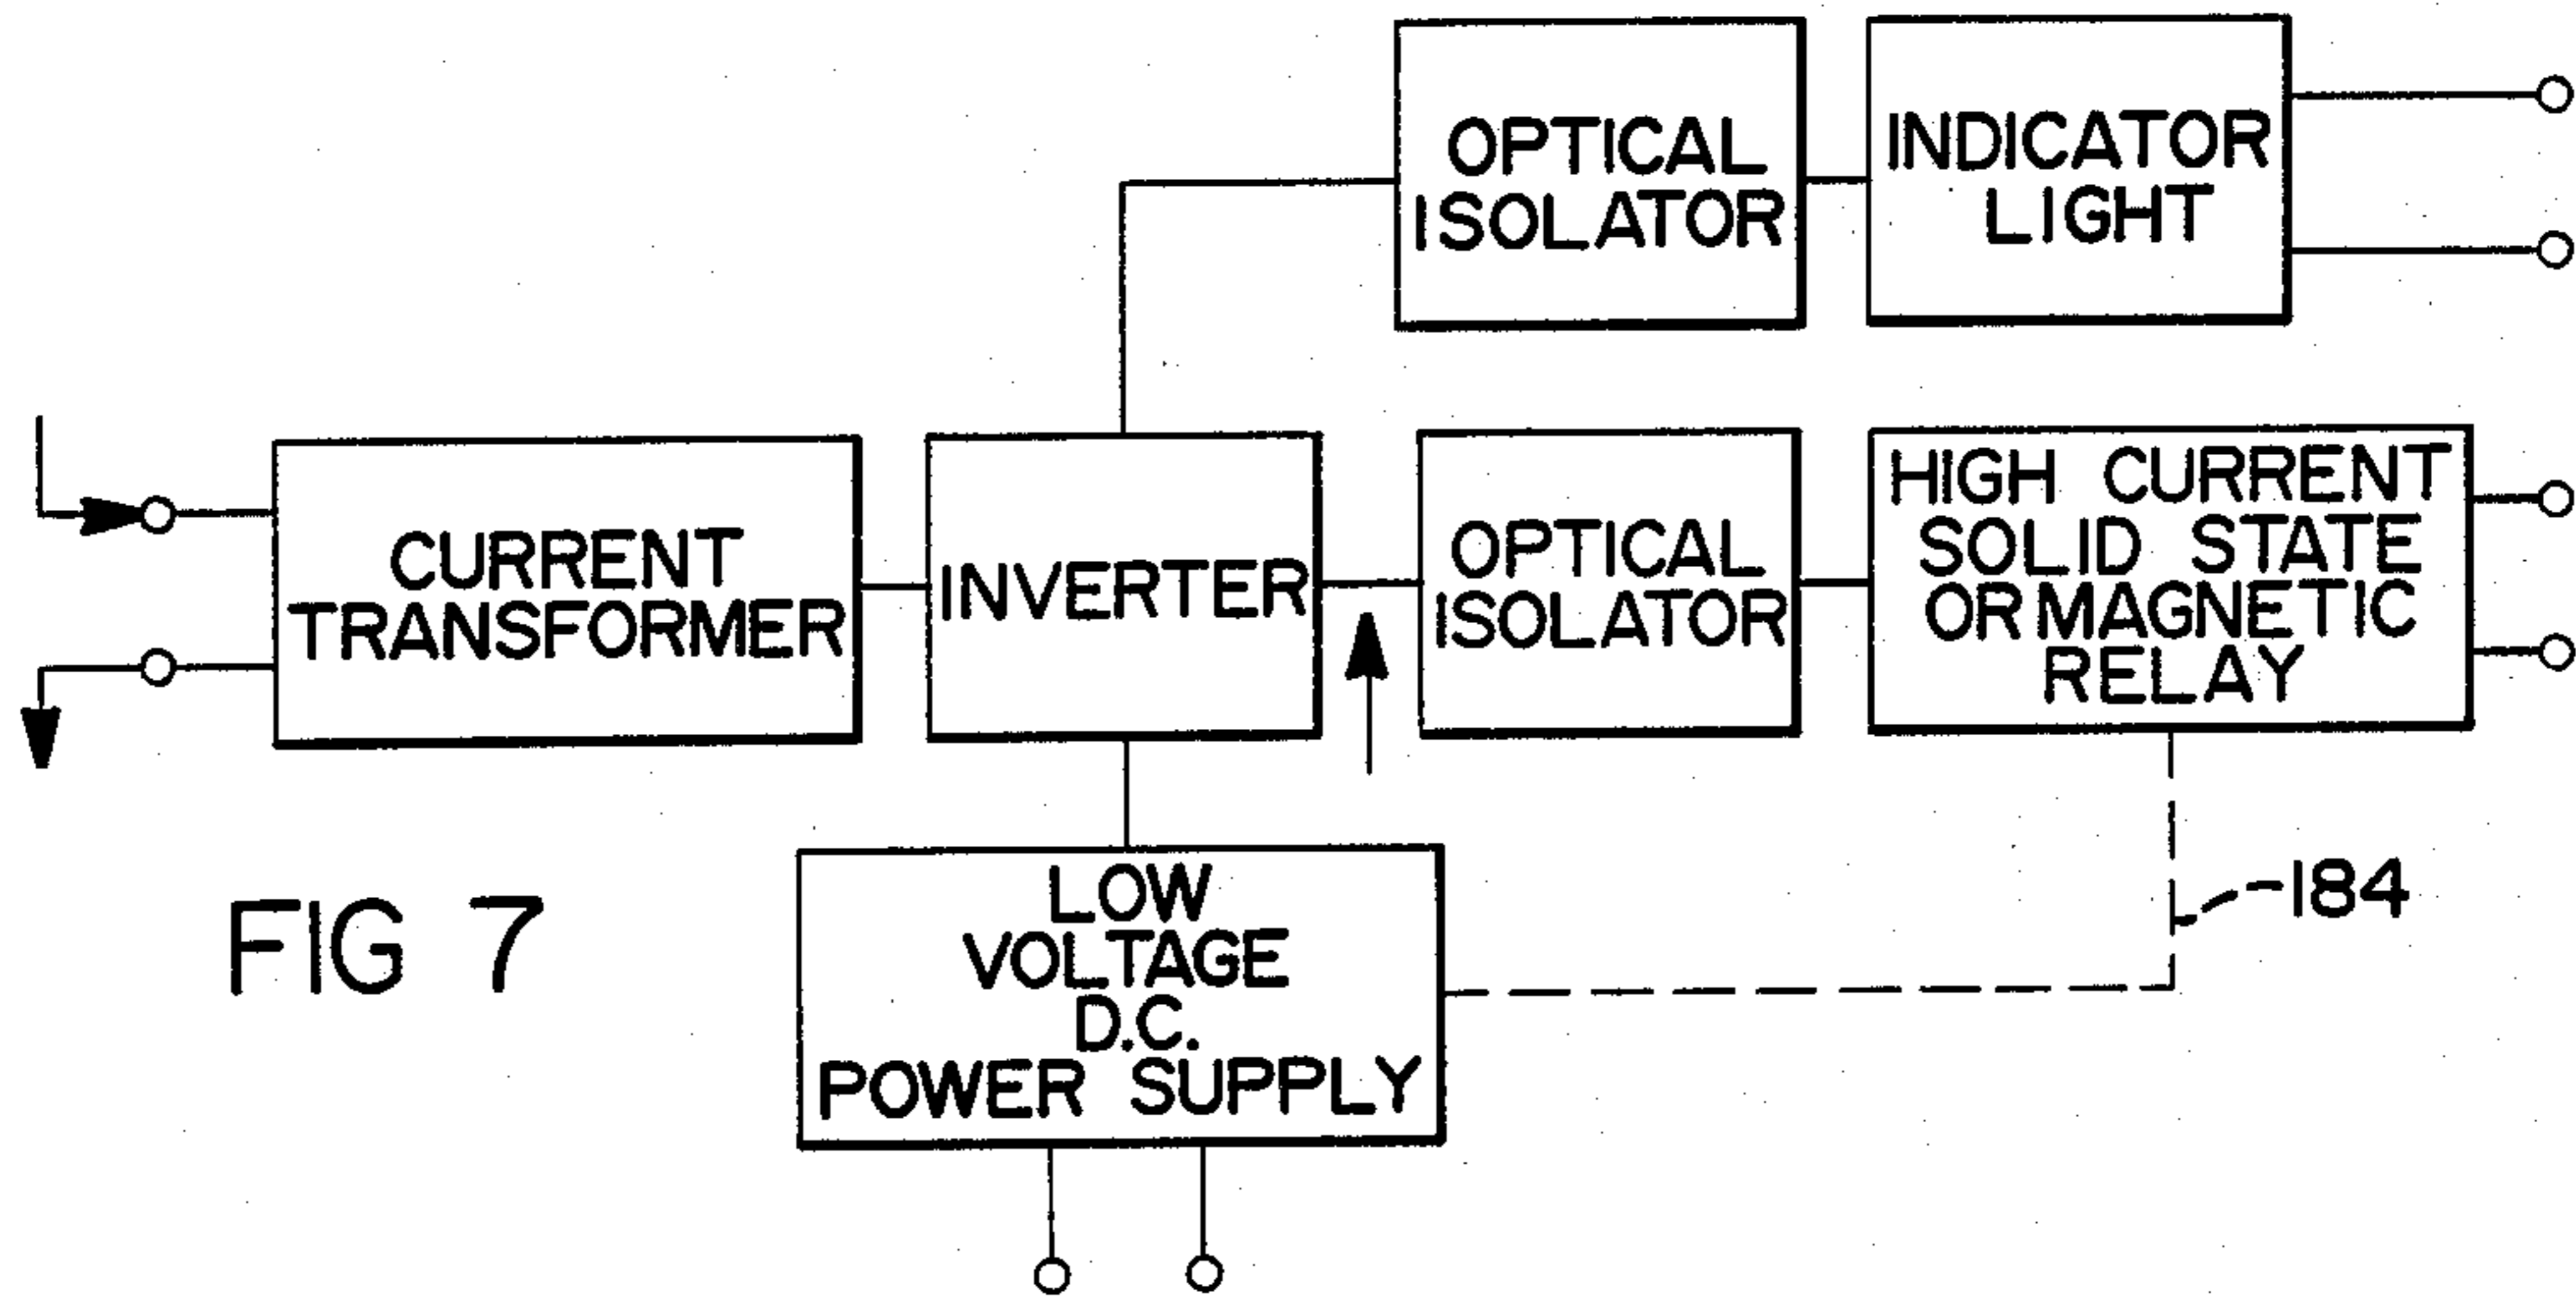 OPTICAL
ISOLATOR
INDICATOR
LIGHT
CURRENT
TRANSFORMER
INVERTER
OPTICAL
ISOLATOR
HIGH CURRENT
SOLID STATE
OR MAGNETIC
RELAY
LOW
VOLTAGE
D.C.
POWER SUPPLY
184
FIG 7